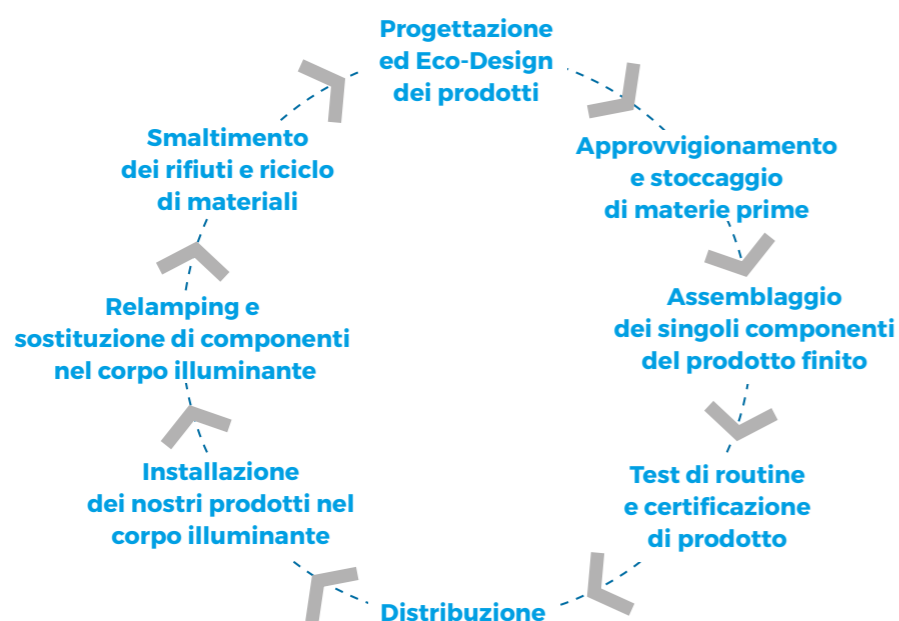 Progettazione
ed Eco-Design
dei prodotti
Approvvigionamento
e stoccaggio
di materie prime
Assemblaggio
dei singoli componenti
del prodotto finito
Test di routine
e certificazione
di prodotto
Distribuzione
Installazione
dei nostri prodotti nel
corpo illuminante
Relamping e
sostituzione di componenti
nel corpo illuminante
Smaltimento
dei rifiuti e riciclo
di materiali